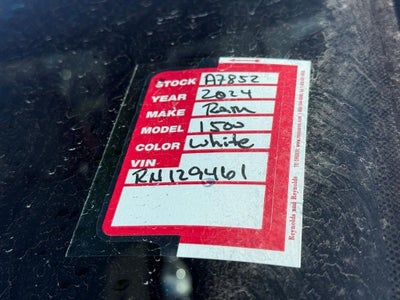 STOCK A7852
YEAR 2024
MAKE Ram
MODEL 1500
COLOR White
VIN
RN129461
Reynolds and Reynolds